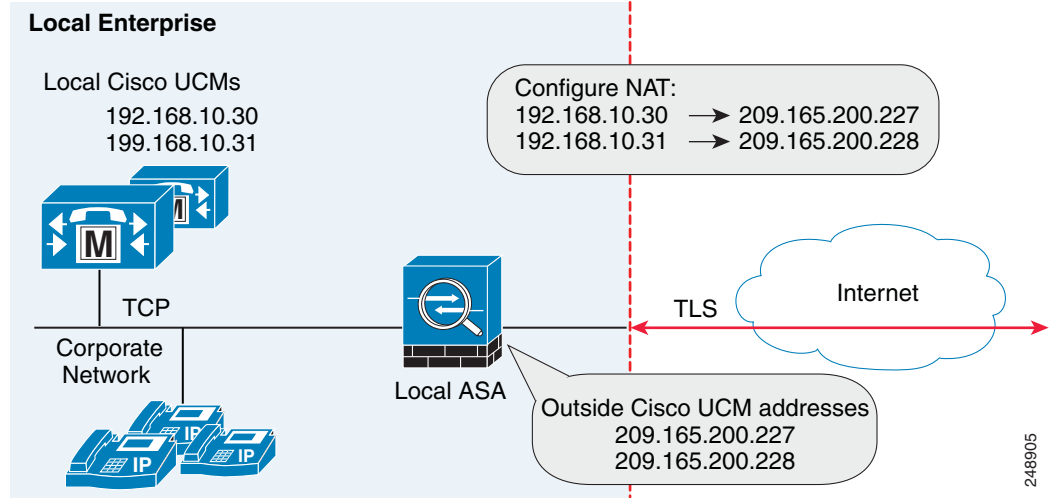 Local Enterprise
Local Cisco UCMs
192.168.10.30
199.168.10.31
Configure NAT:
192.168.10.30 → 209.165.200.227
192.168.10.31 → 209.165.200.228
M
M
TCP
TLS
Internet
Corporate
Network
Local ASA
IP
IP
IP
Outside Cisco UCM addresses
209.165.200.227
209.165.200.228
248905